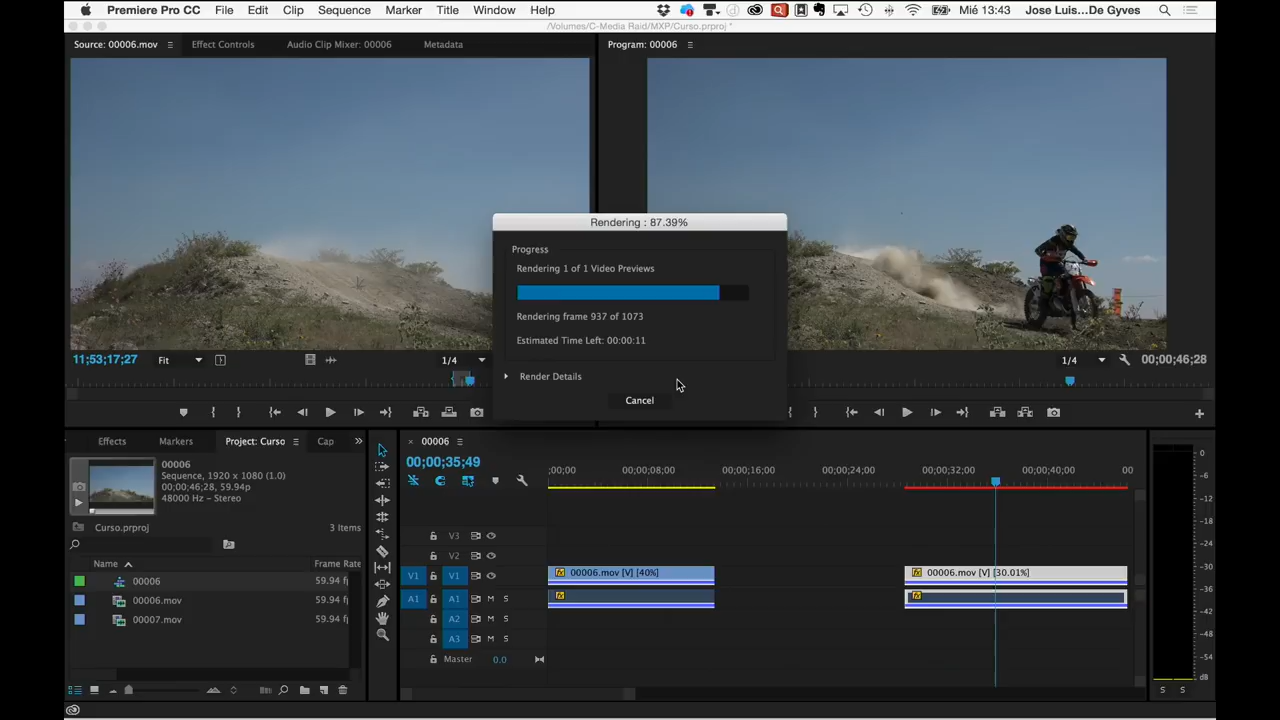 Premiere Pro CC File Edit Clip Sequence Marker Title Window Help Mié 13:43 Jose Luis...De Gyves
/Volumes/C-Media Raid/MXP/Curso.prproj *
Source: 00006.mov Effect Controls Audio Clip Mixer: 00006 Metadata Program: 00006
Rendering : 87.39%
Progress
Rendering 1 of 1 Video Previews
Rendering frame 937 of 1073
Estimated Time Left: 00:00:11
Render Details
Cancel
11;53;17;27 Fit 1/4 1/4 00;00;46;28
Effects Markers Project: Curso Cap
00006
Sequence, 1920 x 1080 (1.0)
00;00;46;28, 59.94p
48000 Hz - Stereo
Curso.prproj 3 Items
Name Frame Rate
00006 59.94 f
00006.mov 59.94 f
00007.mov 59.94 f
00006
00;00;35;49
;00;00 00;00;08;00 00;00;16;00 00;00;24;00 00;00;32;00 00;00;40;00 00
V3
V2
V1 V1 00006.mov [V] [40%] 00006.mov [V] [30.01%]
A1 A1 M S
A2 M S
A3 M S
Master 0.0
0
-6
-12
-18
-24
-30
-36
-42
-48
-54
dB
S S